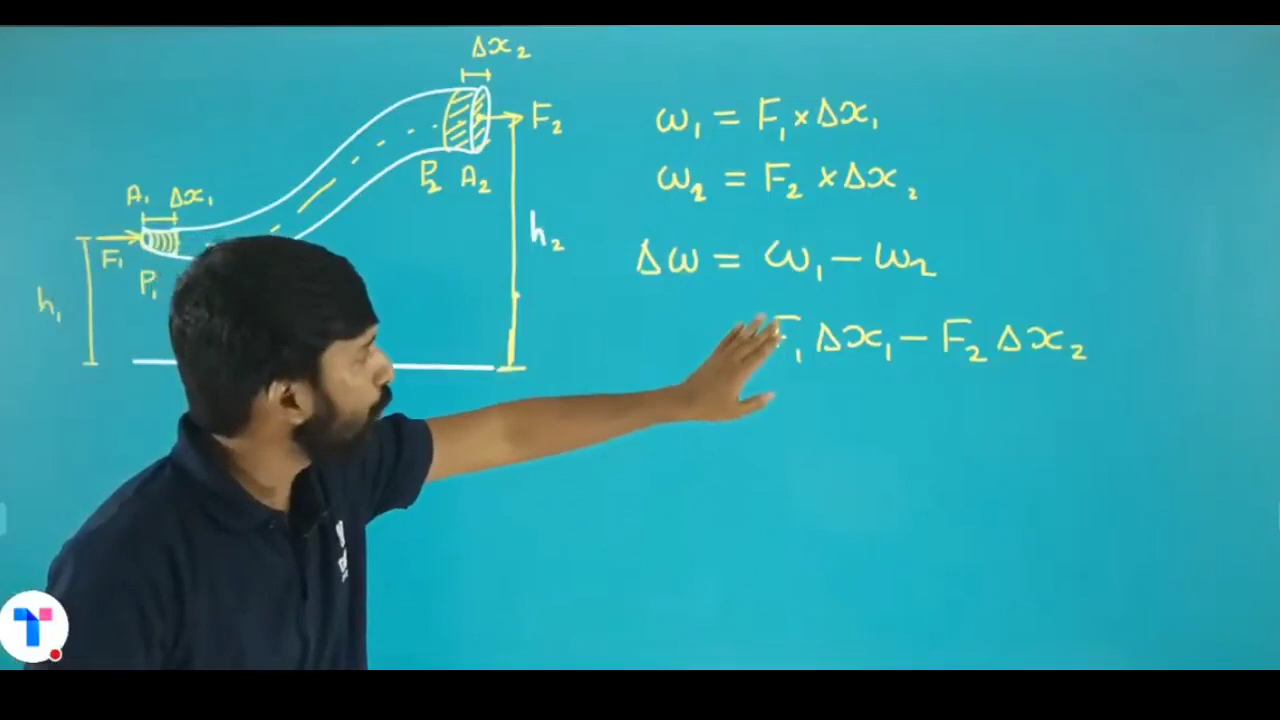 Δx₂
F₂
P₂ A₂
A₁ Δx₁
F₁
P₁
h₁
h₂
ω₁ = F₁ × Δx₁
ω₂ = F₂ × Δx₂
Δω = ω₁ − ω₂
F₁ Δx₁ − F₂ Δx₂